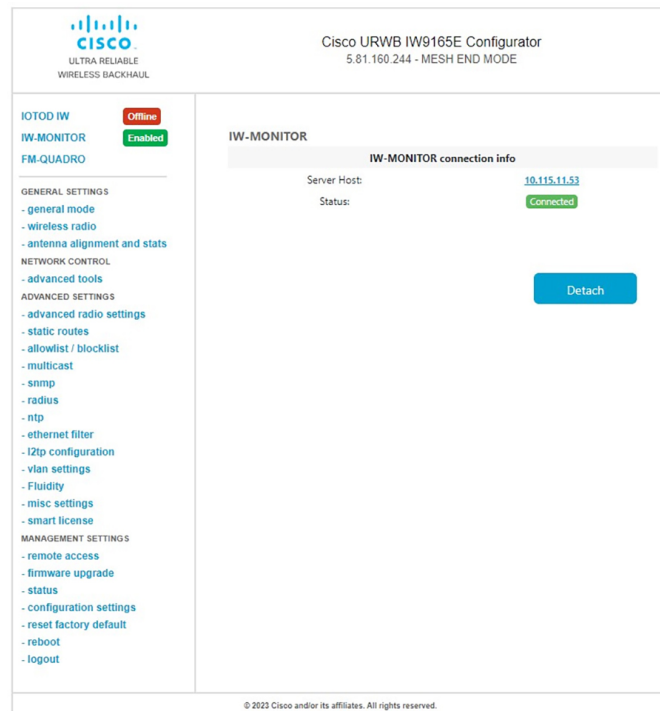 CISCO
ULTRA RELIABLE
WIRELESS BACKHAUL
Cisco URWB IW9165E Configurator
5.81.160.244 - MESH END MODE
IOTOD IW Offline
IW-MONITOR Enabled
FM-QUADRO
GENERAL SETTINGS
- general mode
- wireless radio
- antenna alignment and stats
NETWORK CONTROL
- advanced tools
ADVANCED SETTINGS
- advanced radio settings
- static routes
- allowlist / blocklist
- multicast
- snmp
- radius
- ntp
- ethernet filter
- l2tp configuration
- vlan settings
- Fluidity
- misc settings
- smart license
MANAGEMENT SETTINGS
- remote access
- firmware upgrade
- status
- configuration settings
- reset factory default
- reboot
- logout
IW-MONITOR
IW-MONITOR connection info
Server Host: 10.115.11.53
Status: Connected
Detach
© 2023 Cisco and/or its affiliates. All rights reserved.